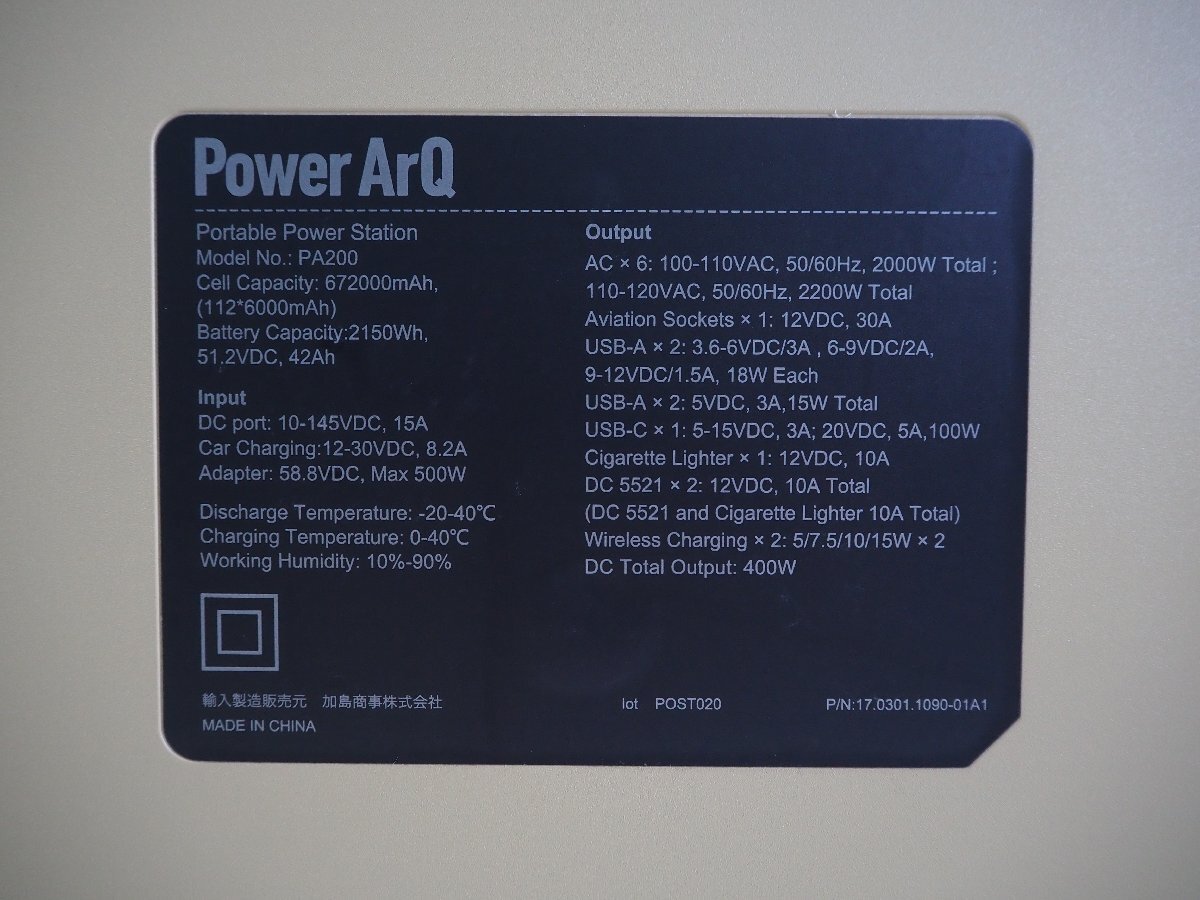 Power ArQ
Portable Power Station
Model No.: PA200
Cell Capacity: 672000mAh,
(112*6000mAh)
Battery Capacity:2150Wh,
51.2VDC, 42Ah
Input
DC port: 10-145VDC, 15A
Car Charging:12-30VDC, 8.2A
Adapter: 58.8VDC, Max 500W
Discharge Temperature: -20-40℃
Charging Temperature: 0-40℃
Working Humidity: 10%-90%
Output
AC × 6: 100-110VAC, 50/60Hz, 2000W Total ;
110-120VAC, 50/60Hz, 2200W Total
Aviation Sockets × 1: 12VDC, 30A
USB-A × 2: 3.6-6VDC/3A , 6-9VDC/2A,
9-12VDC/1.5A, 18W Each
USB-A × 2: 5VDC, 3A,15W Total
USB-C × 1: 5-15VDC, 3A; 20VDC, 5A,100W
Cigarette Lighter × 1: 12VDC, 10A
DC 5521 × 2: 12VDC, 10A Total
(DC 5521 and Cigarette Lighter 10A Total)
Wireless Charging × 2: 5/7.5/10/15W × 2
DC Total Output: 400W
輸入製造販売元 加島商事株式会社
MADE IN CHINA
lot POST020
P/N:17.0301.1090-01A1